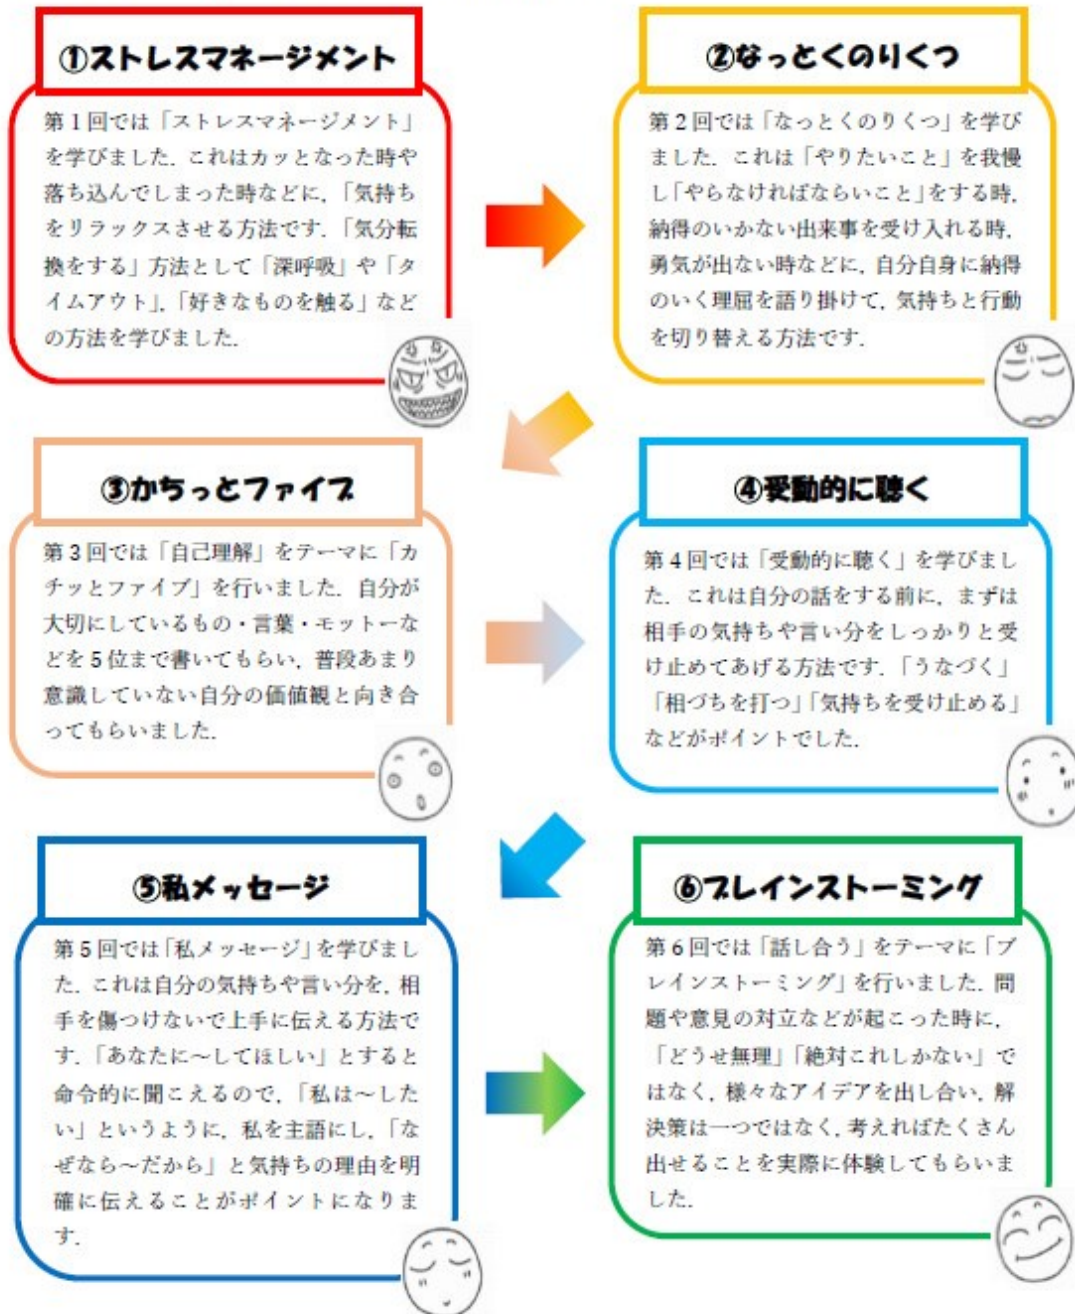 ①ストレスマネージメント
第1回では「ストレスマネージメント」
を学びました．これはカッとなった時や
落ち込んでしまった時などに，「気持ち
をリラックスさせる方法です．「気分転
換をする」方法として「深呼吸」や「タ
イムアウト」，「好きなものを触る」など
の方法を学びました．
②なっとくのりくつ
第2回では「なっとくのりくつ」を学び
ました．これは「やりたいこと」を我慢
し「やらなければならいこと」をする時，
納得のいかない出来事を受け入れる時，
勇気が出ない時などに，自分自身に納得
のいく理屈を語り掛けて，気持ちと行動
を切り替える方法です．
③かちっとファイブ
第3回では「自己理解」をテーマに「カ
チッとファイブ」を行いました．自分が
大切にしているもの・言葉・モットーな
どを5位まで書いてもらい，普段あまり
意識していない自分の価値観と向き合
ってもらいました．
④受動的に聴く
第4回では「受動的に聴く」を学びまし
た．これは自分の話をする前に，まずは
相手の気持ちや言い分をしっかりと受
け止めてあげる方法です．「うなづく」
「相づちを打つ」「気持ちを受け止める」
などがポイントでした．
⑤私メッセージ
第5回では「私メッセージ」を学びまし
た．これは自分の気持ちや言い分を，相
手を傷つけないで上手に伝える方法で
す．「あなたに～してほしい」とすると
命令的に聞こえるので，「私は～した
い」というように，私を主語にし，「な
ぜなら～だから」と気持ちの理由を明
確に伝えることがポイントになりま
す．
⑥ブレインストーミング
第6回では「話し合う」をテーマに「ブ
レインストーミング」を行いました．問
題や意見の対立などが起こった時に，
「どうせ無理」「絶対これしかない」で
はなく，様々なアイデアを出し合い，解
決策は一つではなく，考えればたくさん
出せることを実際に体験してもらいま
した．